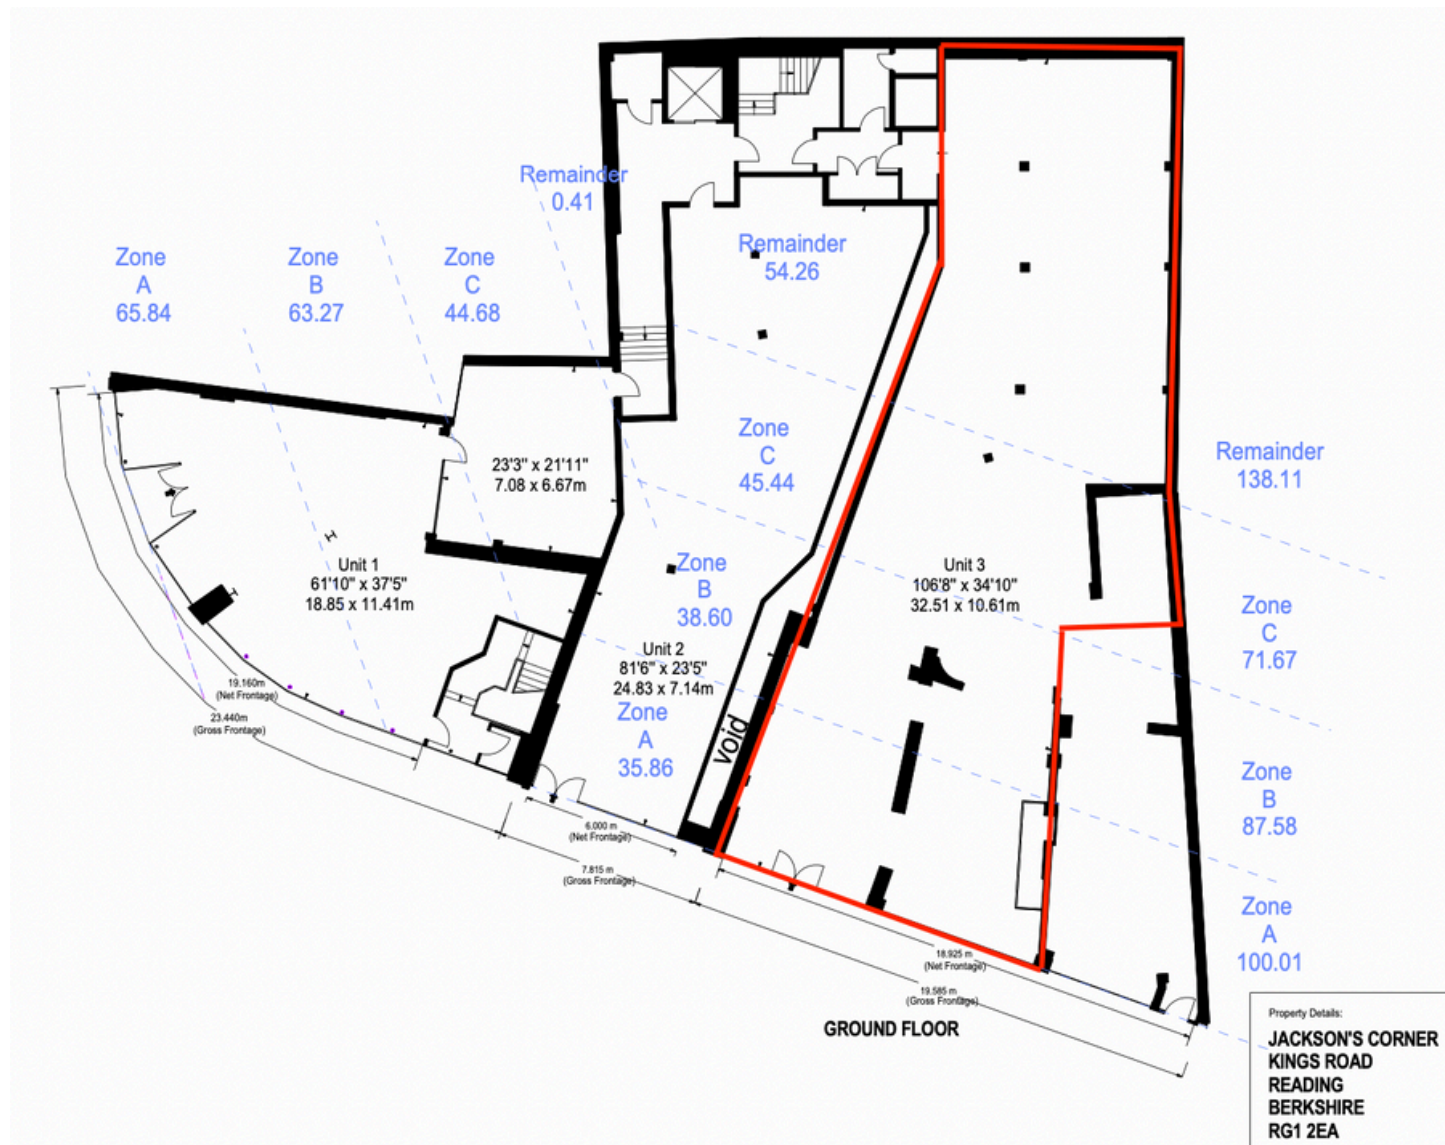 Remainder
0.41
Zone
A
65.84
Zone
B
63.27
Zone
C
44.68
Remainder
54.26
Zone
C
45.44
Remainder
138.11
23'3" x 21'11"
7.08 x 6.67m
Unit 1
61'10" x 37'5"
18.85 x 11.41m
Zone
B
38.60
Unit 3
106'8" x 34'10"
32.51 x 10.61m
Zone
C
71.67
Unit 2
81'6" x 23'5"
24.83 x 7.14m
Zone
A
35.86
void
19.160m
(Net Frontage)
23.440m
(Gross Frontage)
Zone
B
87.58
6.000 m
(Net Frontage)
7.815 m
(Gross Frontage)
Zone
A
100.01
18.925 m
(Net Frontage)
19.585 m
(Gross Frontage)
GROUND FLOOR
Property Details:
JACKSON'S CORNER
KINGS ROAD
READING
BERKSHIRE
RG1 2EA